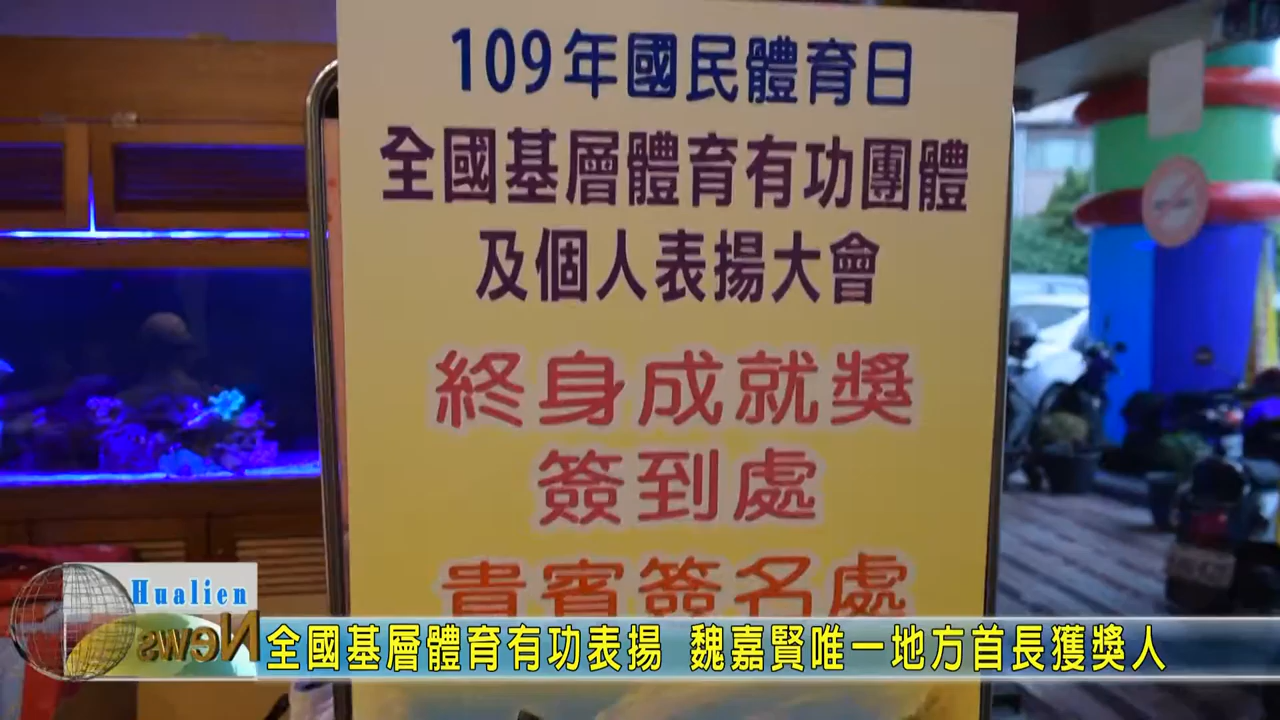 109年國民體育日
全國基層體育有功團體
及個人表揚大會
終身成就獎
簽到處
貴賓簽名處
Hualien
News
全國基層體育有功表揚 魏嘉賢唯一地方首長獲獎人